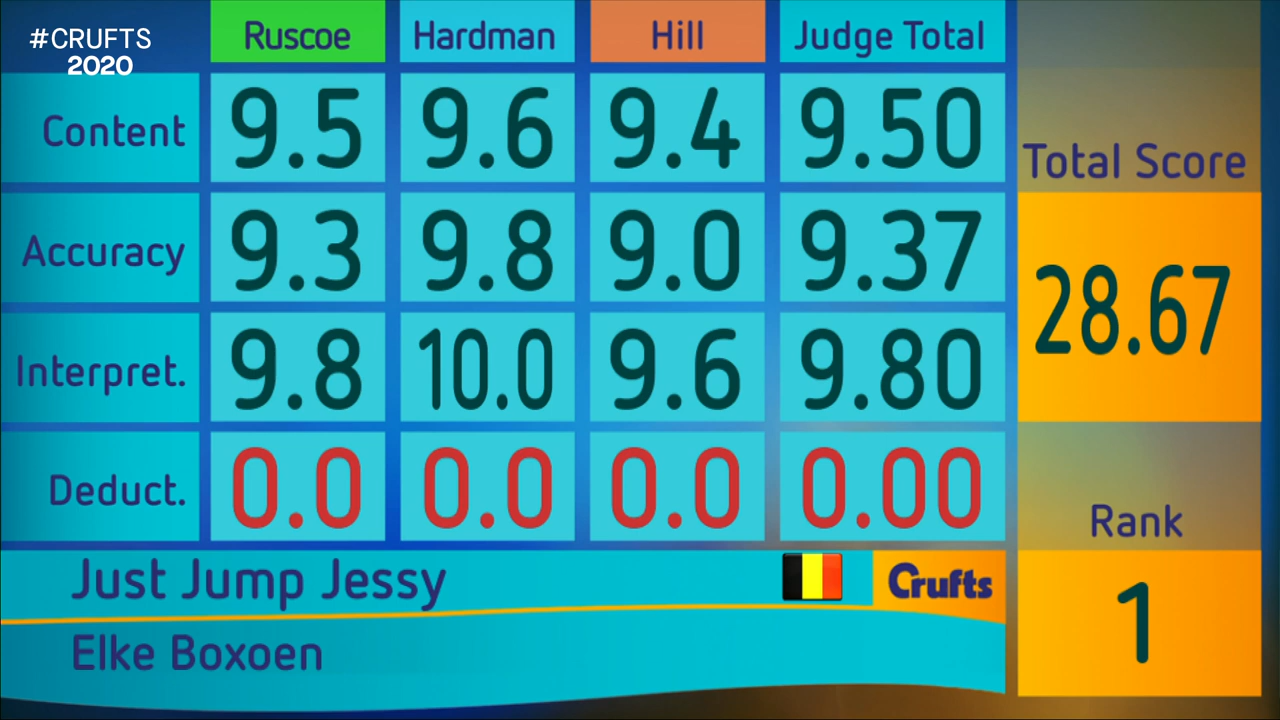 #CRUFTS
2020
Ruscoe Hardman Hill Judge Total
Content 9.5 9.6 9.4 9.50
Total Score
Accuracy 9.3 9.8 9.0 9.37
28.67
Interpret. 9.8 10.0 9.6 9.80
Deduct. 0.0 0.0 0.0 0.00
Rank
1
Just Jump Jessy Crufts
Elke Boxoen